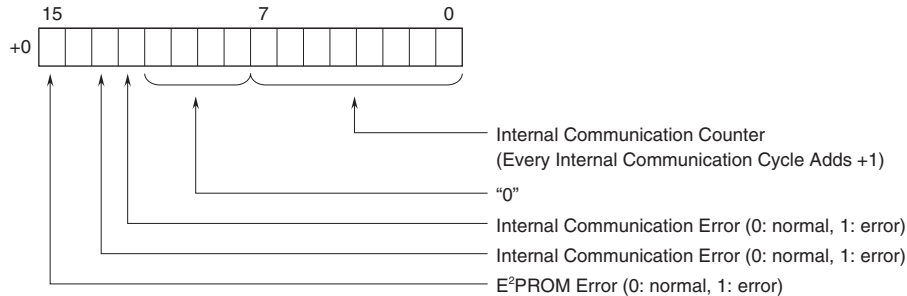 15 7 0
+0
Internal Communication Counter
(Every Internal Communication Cycle Adds +1)
“0”
Internal Communication Error (0: normal, 1: error)
Internal Communication Error (0: normal, 1: error)
E²PROM Error (0: normal, 1: error)